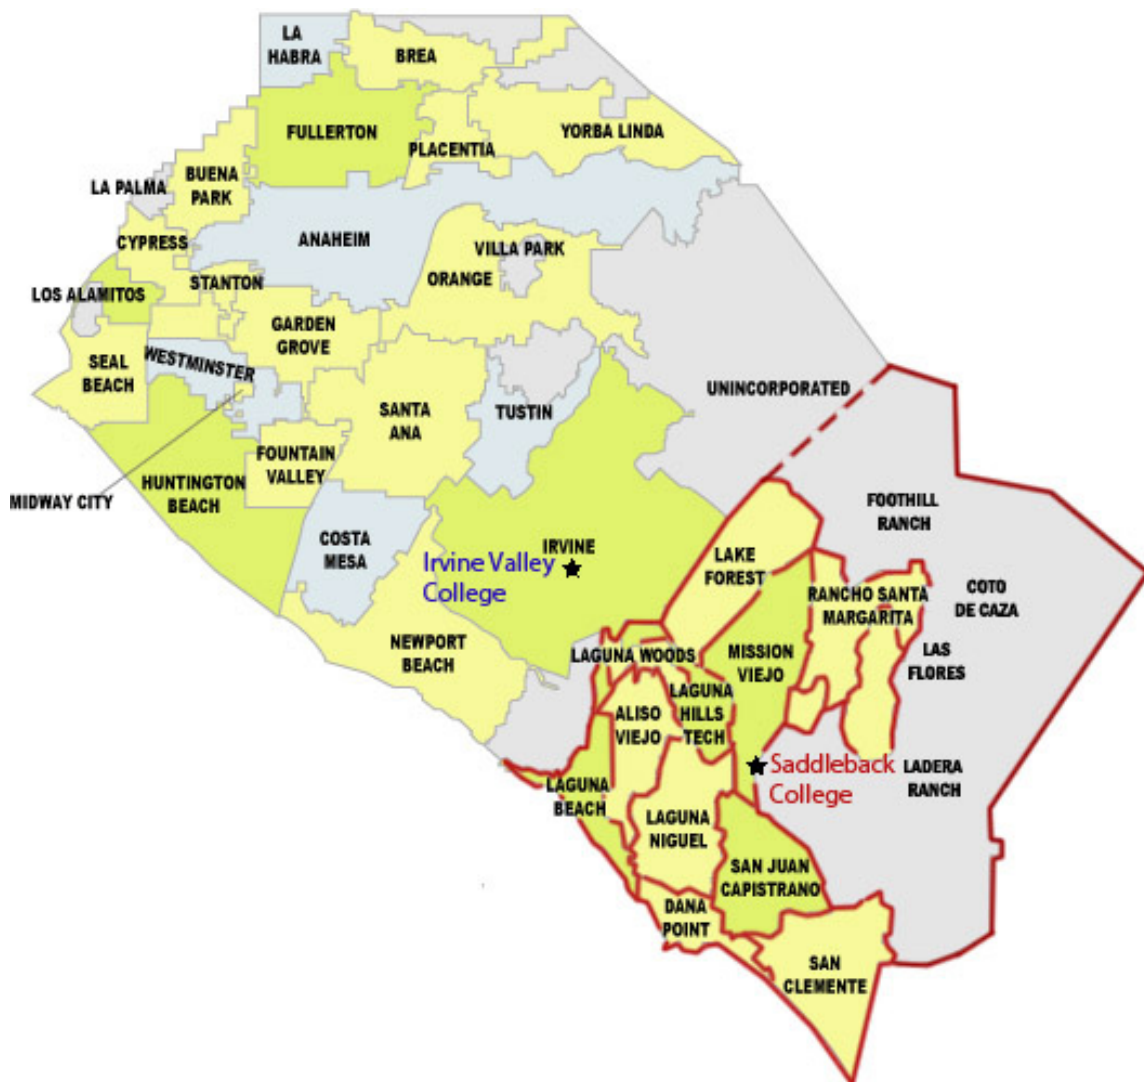 LA
HABRA
BREA
FULLERTON
PLACENTIA
YORBA LINDA
BUENA
PARK
LA PALMA
CYPRESS
ANAHEIM
VILLA PARK
ORANGE
STANTON
LOS ALAMITOS
GARDEN
GROVE
SEAL
BEACH
WESTMINSTER
SANTA
ANA
TUSTIN
UNINCORPORATED
FOUNTAIN
VALLEY
HUNTINGTON
BEACH
MIDWAY CITY
FOOTHILL
RANCH
COSTA
MESA
IRVINE
Irvine Valley
College
LAKE
FOREST
RANCHO SANTA
MARGARITA
COTO
DE CAZA
NEWPORT
BEACH
LAGUNA WOODS
MISSION
VIEJO
LAS
FLORES
LAGUNA
HILLS
TECH
ALISO
VIEJO
Saddleback
College
LADERA
RANCH
LAGUNA
BEACH
LAGUNA
NIGUEL
SAN JUAN
CAPISTRANO
DANA
POINT
SAN
CLEMENTE